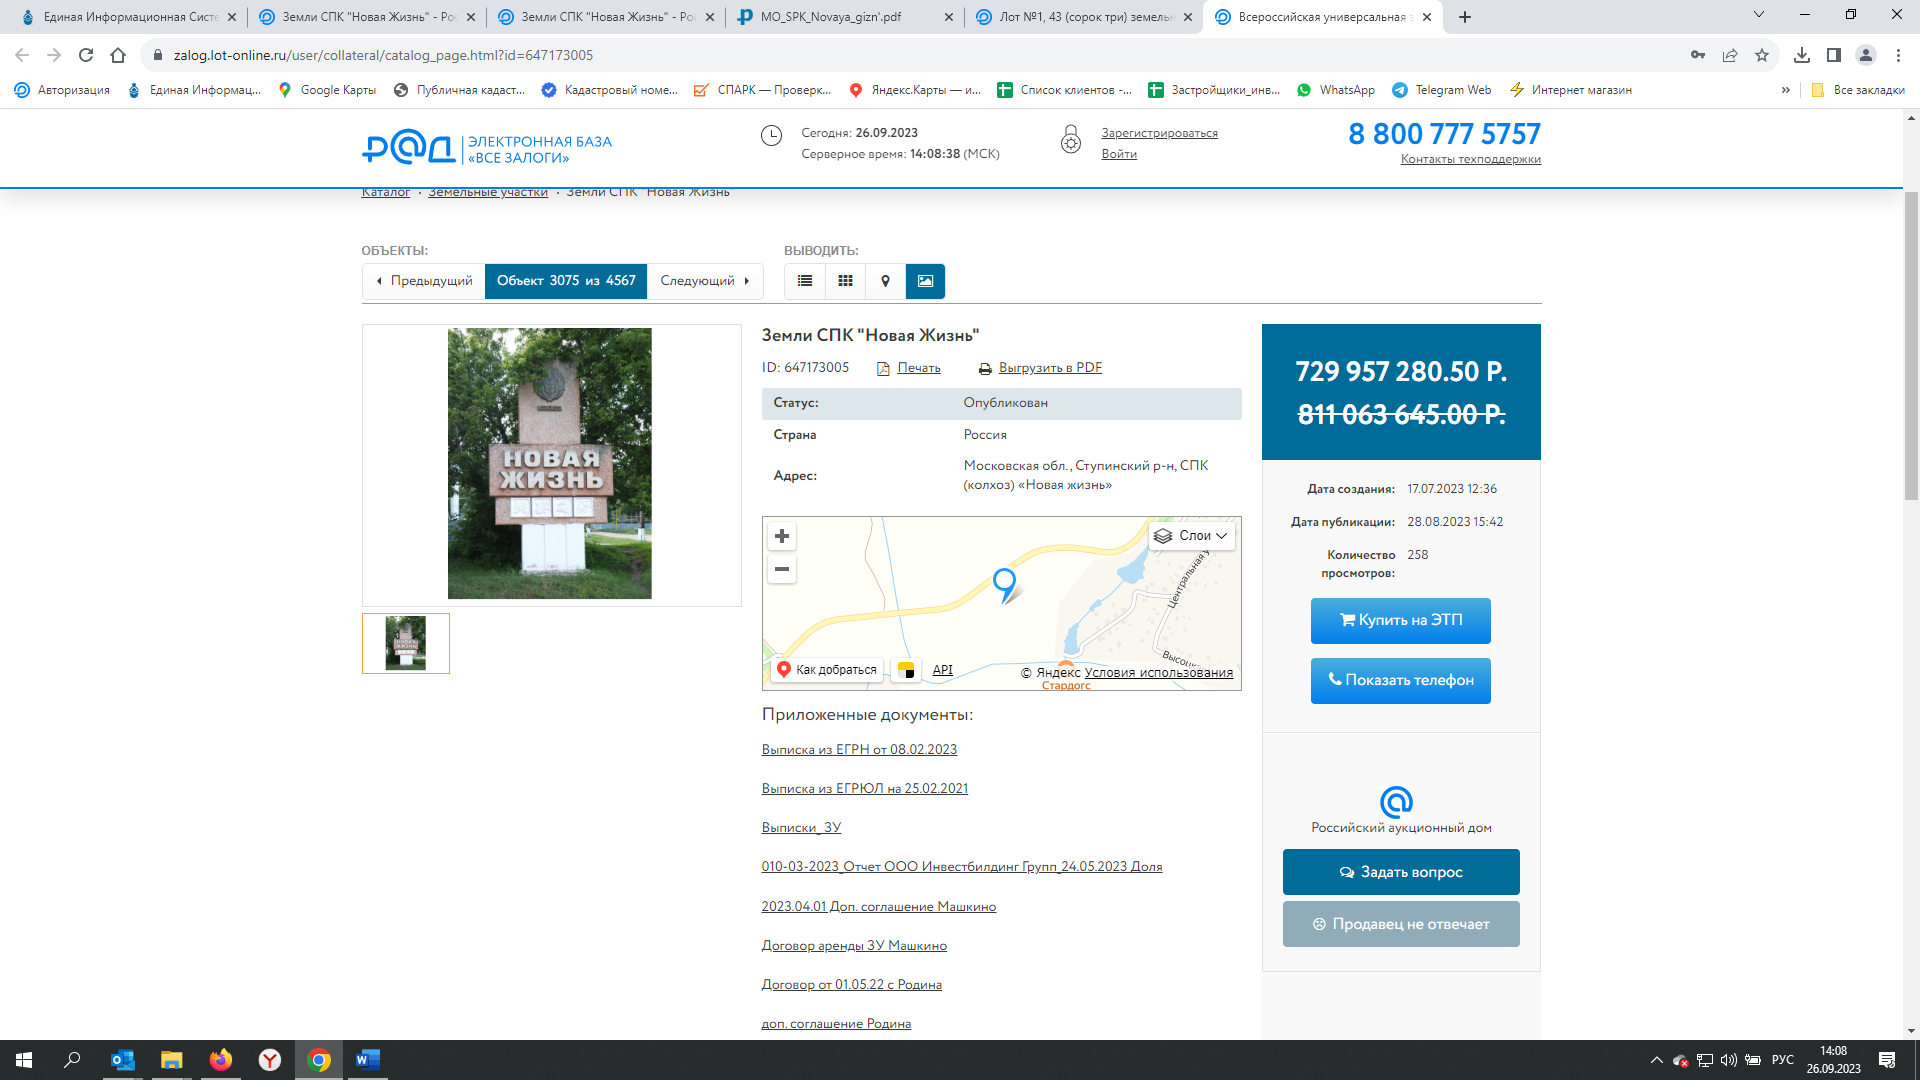 Единая Информационная Систе
Земли СПК "Новая Жизнь" - Рос
Земли СПК "Новая Жизнь" - Рос
MO_SPK_Novaya_gizn'.pdf
Лот №1, 43 (сорок три) земельн
Всероссийская универсальная э
zalog.lot-online.ru/user/collateral/catalog_page.html?id=647173005
Авторизация
Единая Информац...
Google Карты
Публичная кадаст...
Кадастровый номе...
СПАРК — Проверк...
Яндекс.Карты — и...
Список клиентов -...
Застройщики_инв...
WhatsApp
Telegram Web
Интернет магазин
»
Все закладки
РАД
ЭЛЕКТРОННАЯ БАЗА
«ВСЕ ЗАЛОГИ»
Сегодня: 26.09.2023
Серверное время: 14:08:38 (МСК)
Зарегистрироваться
Войти
8 800 777 5757
Контакты техподдержки
Каталог · Земельные участки · Земли СПК "Новая Жизнь"
ОБЪЕКТЫ:
ВЫВОДИТЬ:
Предыдущий
Объект 3075 из 4567
Следующий
НОВАЯ
ЖИЗНЬ
Земли СПК "Новая Жизнь"
ID: 647173005
Печать
Выгрузить в PDF
Статус: Опубликован
Страна Россия
Адрес: Московская обл., Ступинский р-н, СПК
(колхоз) «Новая жизнь»
Слои
Центральная у
Как добраться
API
Высоцк
© Яндекс Условия использования
Стардогс
Приложенные документы:
Выписка из ЕГРН от 08.02.2023
Выписка из ЕГРЮЛ на 25.02.2021
Выписки_ЗУ
010-03-2023_Отчет ООО Инвестбилдинг Групп_24.05.2023 Доля
2023.04.01 Доп. соглашение Машкино
Договор аренды ЗУ Машкино
Договор от 01.05.22 с Родина
доп. соглашение Родина
729 957 280.50 Р.
811 063 645.00 Р.
Дата создания: 17.07.2023 12:36
Дата публикации: 28.08.2023 15:42
Количество 258
просмотров:
Купить на ЭТП
Показать телефон
Российский аукционный дом
Задать вопрос
Продавец не отвечает
РУС
14:08
26.09.2023